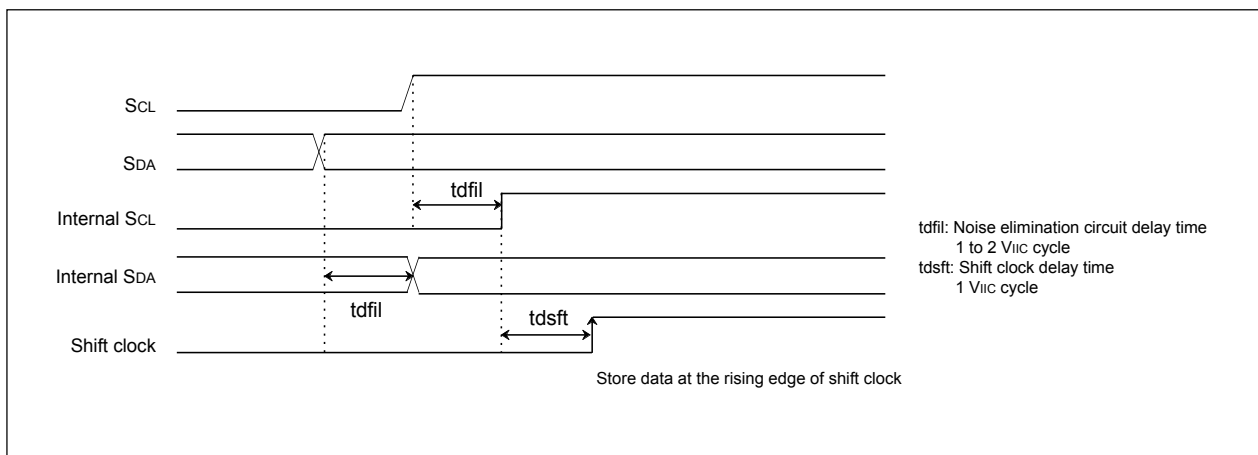 SCL
SDA
tdfil
Internal SCL
Internal SDA
tdfil
tdsft
Shift clock
Store data at the rising edge of shift clock
tdfil: Noise elimination circuit delay time
1 to 2 VIIC cycle
tdsft: Shift clock delay time
1 VIIC cycle